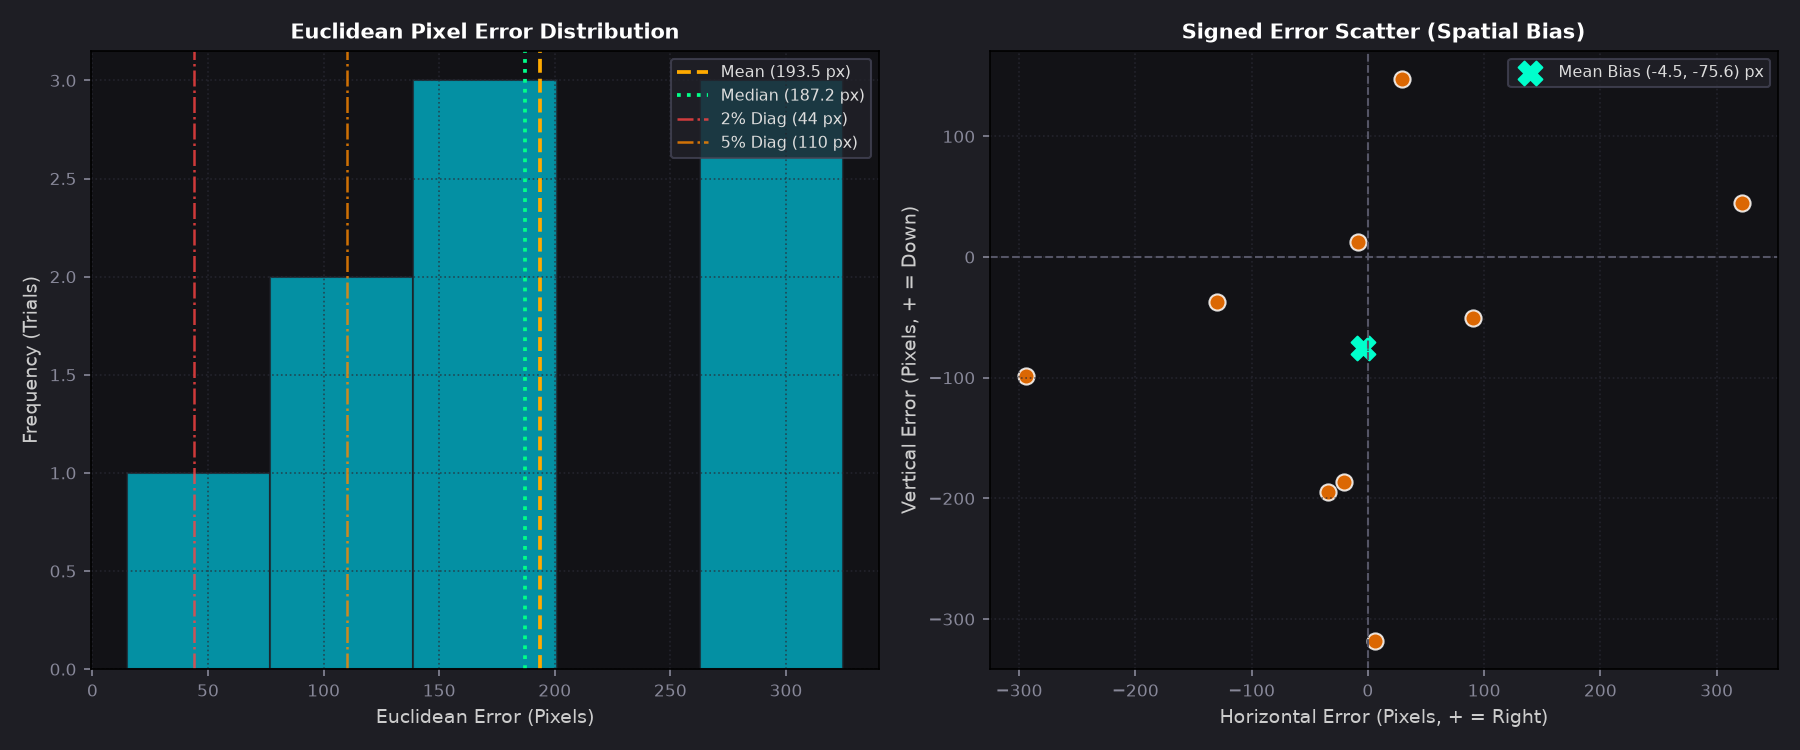 Euclidean Pixel Error Distribution
Mean (193.5 px)
Median (187.2 px)
2% Diag (44 px)
5% Diag (110 px)
Frequency (Trials)
3.0
2.5
2.0
1.5
1.0
0.5
0.0
0 50 100 150 200 250 300
Euclidean Error (Pixels)
Signed Error Scatter (Spatial Bias)
Mean Bias (-4.5, -75.6) px
Vertical Error (Pixels, + = Down)
100
0
−100
−200
−300
−300 −200 −100 0 100 200 300
Horizontal Error (Pixels, + = Right)